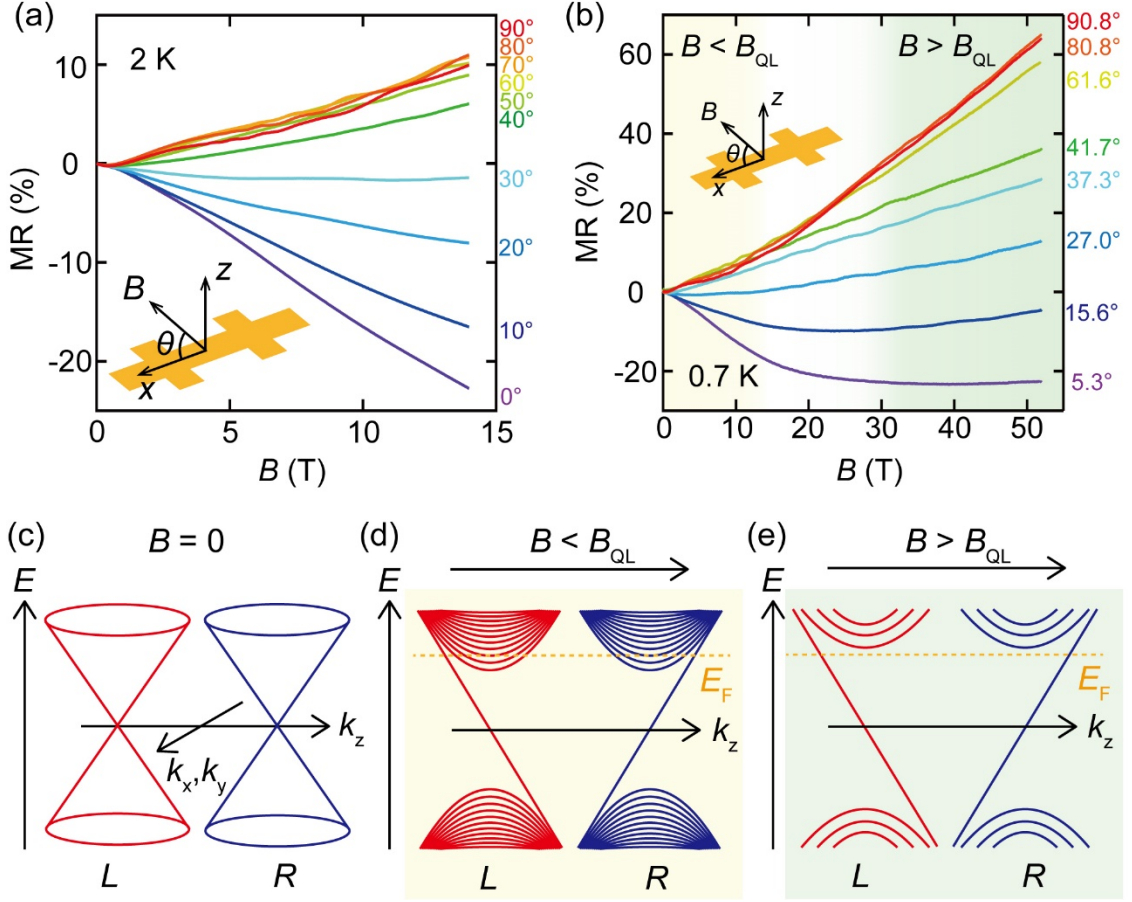 (a)
2 K
MR (%)
10
0
-10
-20
90°
80°
70°
60°
50°
40°
30°
20°
10°
0°
B
z
θ
x
0
5
10
15
B (T)
(b)
B < B_QL
B > B_QL
MR (%)
60
40
20
0
-20
90.8°
80.8°
61.6°
41.7°
37.3°
27.0°
15.6°
5.3°
B
z
θ
x
0.7 K
0
10
20
30
40
50
B (T)
(c)
B = 0
E
k_z
k_x,k_y
L
R
(d)
B < B_QL
E
E_F
k_z
L
R
(e)
B > B_QL
E
E_F
k_z
L
R